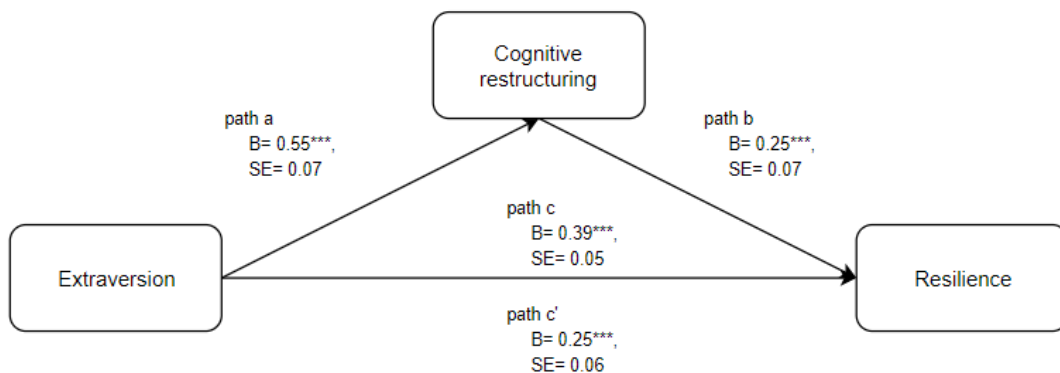 Cognitive
restructuring
path a
B= 0.55***,
SE= 0.07
path b
B= 0.25***,
SE= 0.07
path c
B= 0.39***,
SE= 0.05
Extraversion
Resilience
path c'
B= 0.25***,
SE= 0.06